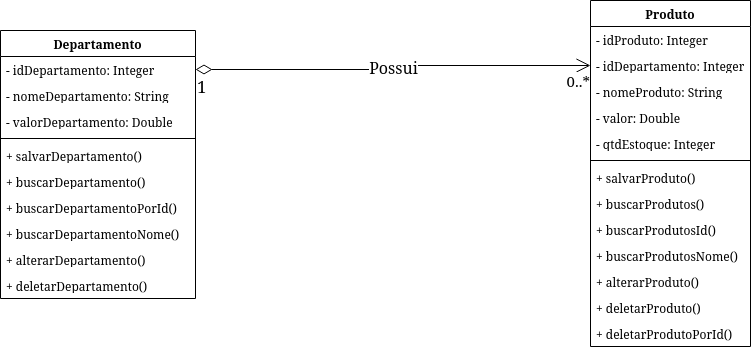 Departamento
- idDepartamento: Integer
- nomeDepartamento: String
- valorDepartamento: Double
+ salvarDepartamento()
+ buscarDepartamento()
+ buscarDepartamentoPorId()
+ buscarDepartamentoNome()
+ alterarDepartamento()
+ deletarDepartamento()
1
Possui
0..*
Produto
- idProduto: Integer
- idDepartamento: Integer
- nomeProduto: String
- valor: Double
- qtdEstoque: Integer
+ salvarProduto()
+ buscarProdutos()
+ buscarProdutosId()
+ buscarProdutosNome()
+ alterarProduto()
+ deletarProduto()
+ deletarProdutoPorId()